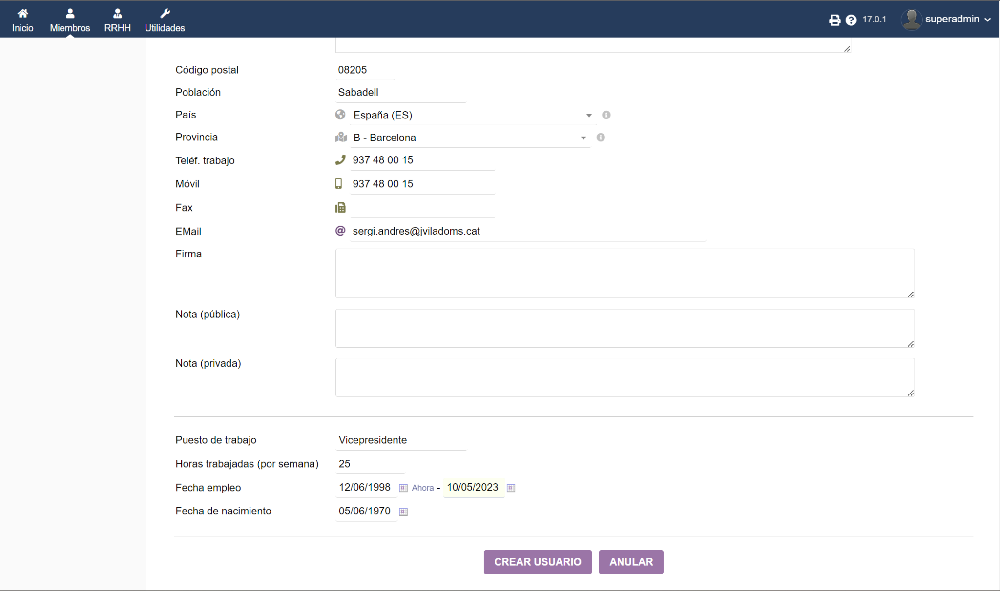 Inicio
Miembros
RRHH
Utilidades
17.0.1
superadmin
Código postal 08205
Población Sabadell
País España (ES)
Provincia B - Barcelona
Teléf. trabajo 937 48 00 15
Móvil 937 48 00 15
Fax
EMail sergi.andres@jviladoms.cat
Firma
Nota (pública)
Nota (privada)
Puesto de trabajo Vicepresidente
Horas trabajadas (por semana) 25
Fecha empleo 12/06/1998 Ahora - 10/05/2023
Fecha de nacimiento 05/06/1970
CREAR USUARIO ANULAR